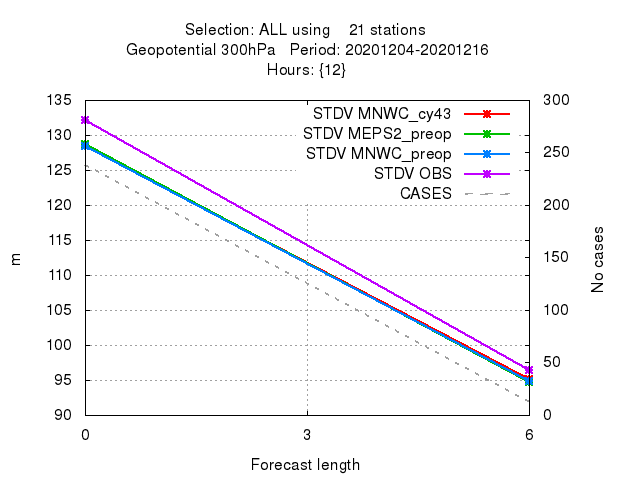 Selection: ALL using    21 stations
Geopotential 300hPa   Period: 20201204-20201216
Hours: {12}
135
130
125
120
115
110
105
100
95
90
m
STDV MNWC_cy43
STDV MEPS2_preop
STDV MNWC_preop
STDV OBS
CASES
300
250
200
150
100
50
0
No cases
0 3 6
Forecast length